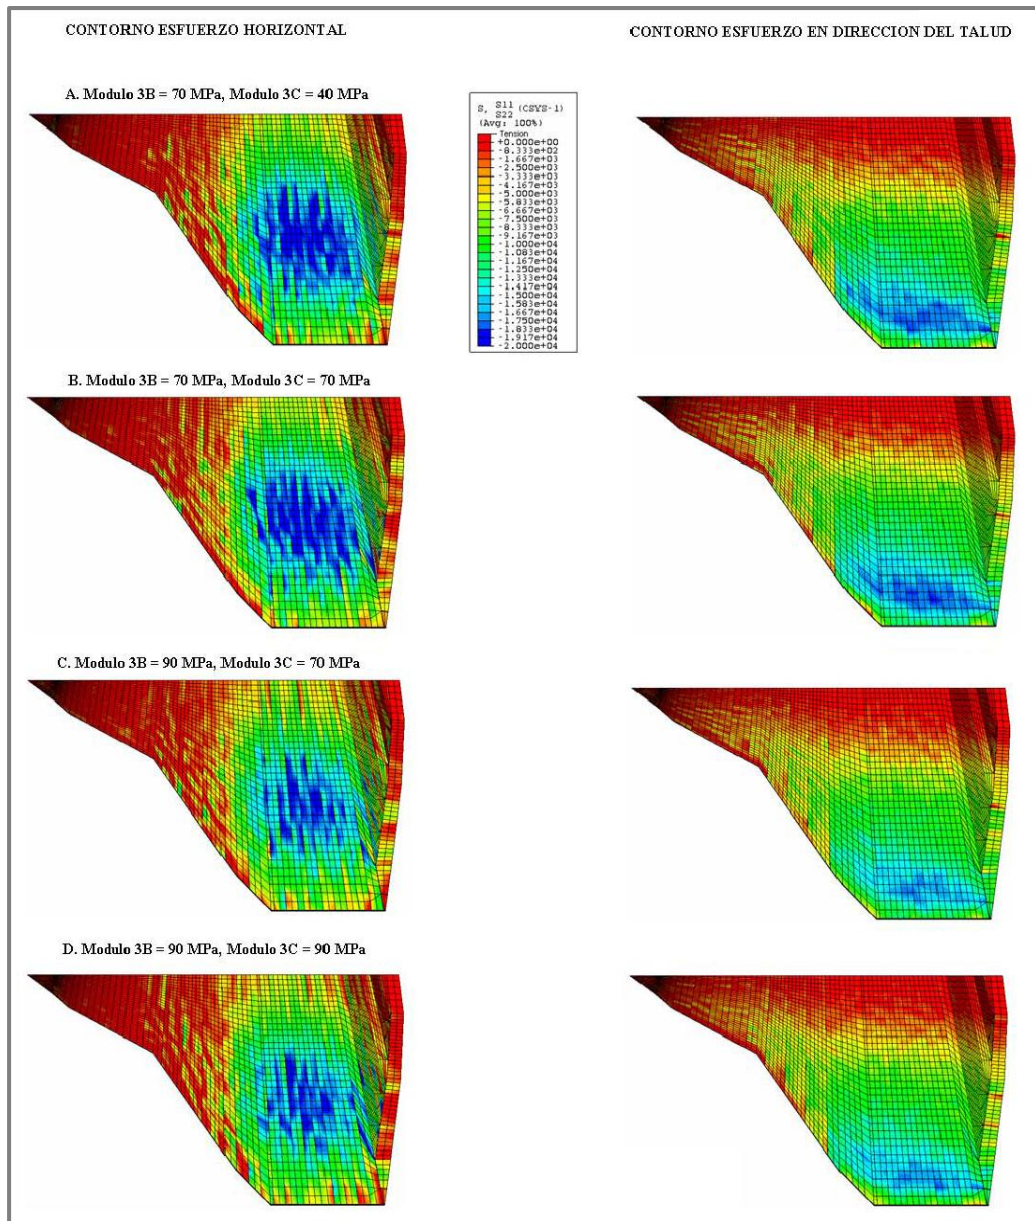 CONTORNO ESFUERZO HORIZONTAL
CONTORNO ESFUERZO EN DIRECCION DEL TALUD
A. Modulo 3B = 70 MPa, Modulo 3C = 40 MPa
S, S11 (CSYS-1)
S22
(Avg: 100%)
Tension
+0.000e+00
-8.333e+02
-1.667e+03
-2.500e+03
-3.333e+03
-4.167e+03
-5.000e+03
-5.833e+03
-6.667e+03
-7.500e+03
-8.333e+03
-9.167e+03
-1.000e+04
-1.083e+04
-1.167e+04
-1.250e+04
-1.333e+04
-1.417e+04
-1.500e+04
-1.583e+04
-1.667e+04
-1.750e+04
-1.833e+04
-1.917e+04
-2.000e+04
B. Modulo 3B = 70 MPa, Modulo 3C = 70 MPa
C. Modulo 3B = 90 MPa, Modulo 3C = 70 MPa
D. Modulo 3B = 90 MPa, Modulo 3C = 90 MPa